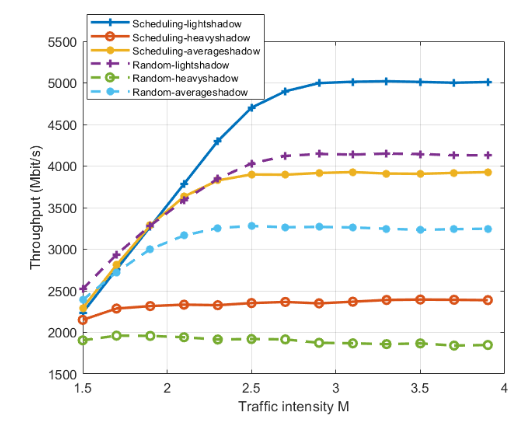 Scheduling-lightshadow
Scheduling-heavyshadow
Scheduling-averageshadow
Random-lightshadow
Random-heavyshadow
Random-averageshadow
5500
5000
4500
4000
3500
3000
2500
2000
1500
Throughput (Mbit/s)
1.5 2 2.5 3 3.5 4
Traffic intensity M